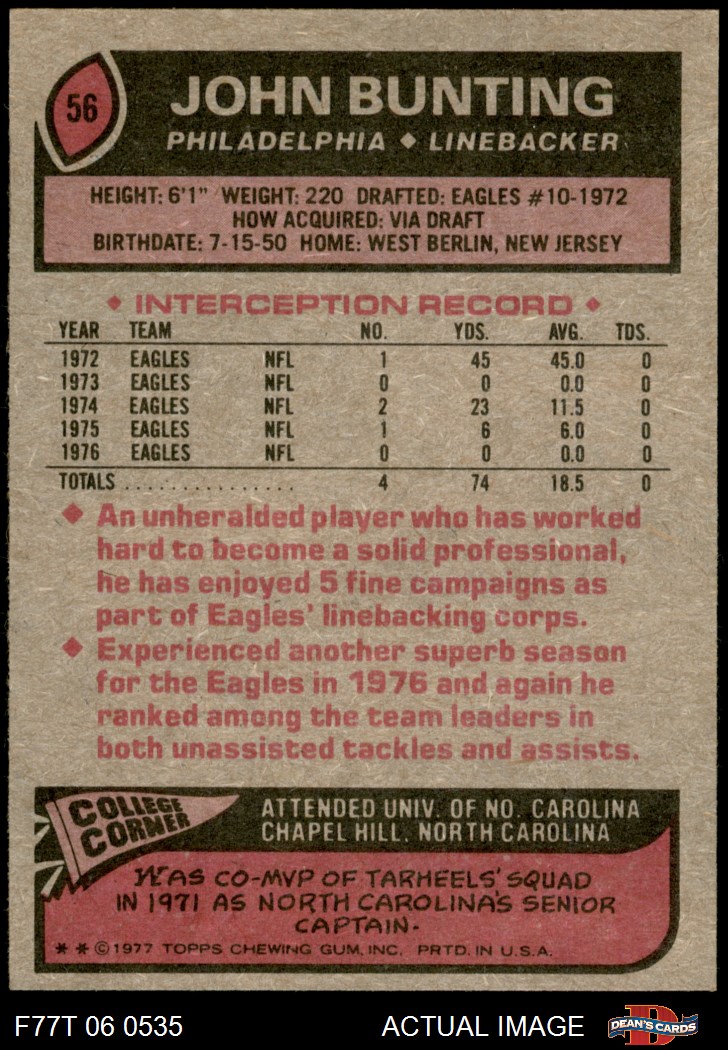 56
JOHN BUNTING
PHILADELPHIA ◆ LINEBACKER
HEIGHT: 6'1" WEIGHT: 220 DRAFTED: EAGLES #10-1972
HOW ACQUIRED: VIA DRAFT
BIRTHDATE: 7-15-50 HOME: WEST BERLIN, NEW JERSEY
◆ INTERCEPTION RECORD ◆
YEAR TEAM NO. YDS. AVG. TDS.
1972 EAGLES NFL 1 45 45.0 0
1973 EAGLES NFL 0 0 0.0 0
1974 EAGLES NFL 2 23 11.5 0
1975 EAGLES NFL 1 6 6.0 0
1976 EAGLES NFL 0 0 0.0 0
TOTALS ............... 4 74 18.5 0
◆ An unheralded player who has worked
hard to become a solid professional,
he has enjoyed 5 fine campaigns as
part of Eagles' linebacking corps.
◆ Experienced another superb season
for the Eagles in 1976 and again he
ranked among the team leaders in
both unassisted tackles and assists.
COLLEGE
CORNER
ATTENDED UNIV. OF NO. CAROLINA
CHAPEL HILL, NORTH CAROLINA
WAS CO-MVP OF TARHEELS' SQUAD
IN 1971 AS NORTH CAROLINA'S SENIOR
CAPTAIN.
* * © 1977 TOPPS CHEWING GUM, INC. PRTD. IN U.S.A.
F77T 06 0535
ACTUAL IMAGE
D
DEAN'S CARDS